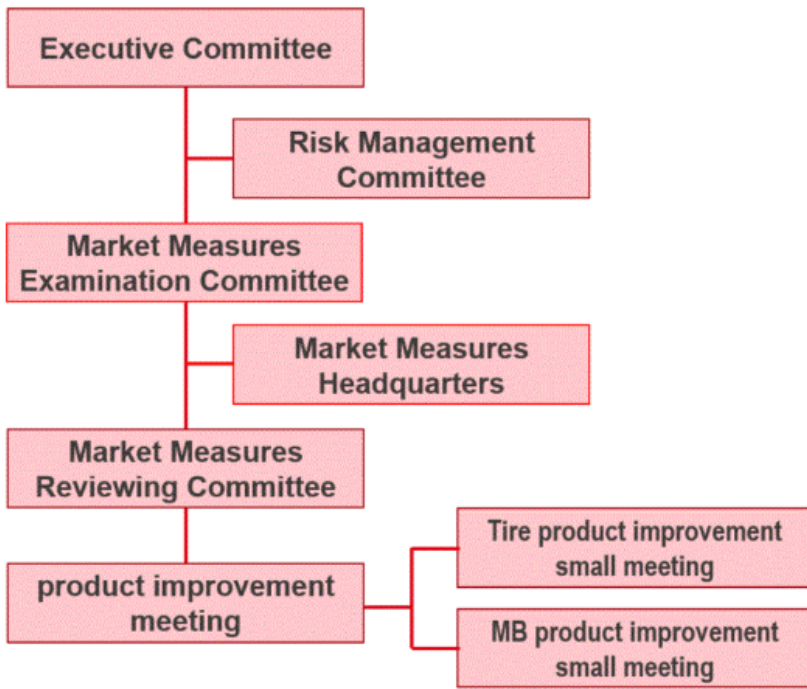 Executive Committee
Risk Management
Committee
Market Measures
Examination Committee
Market Measures
Headquarters
Market Measures
Reviewing Committee
product improvement
meeting
Tire product improvement
small meeting
MB product improvement
small meeting